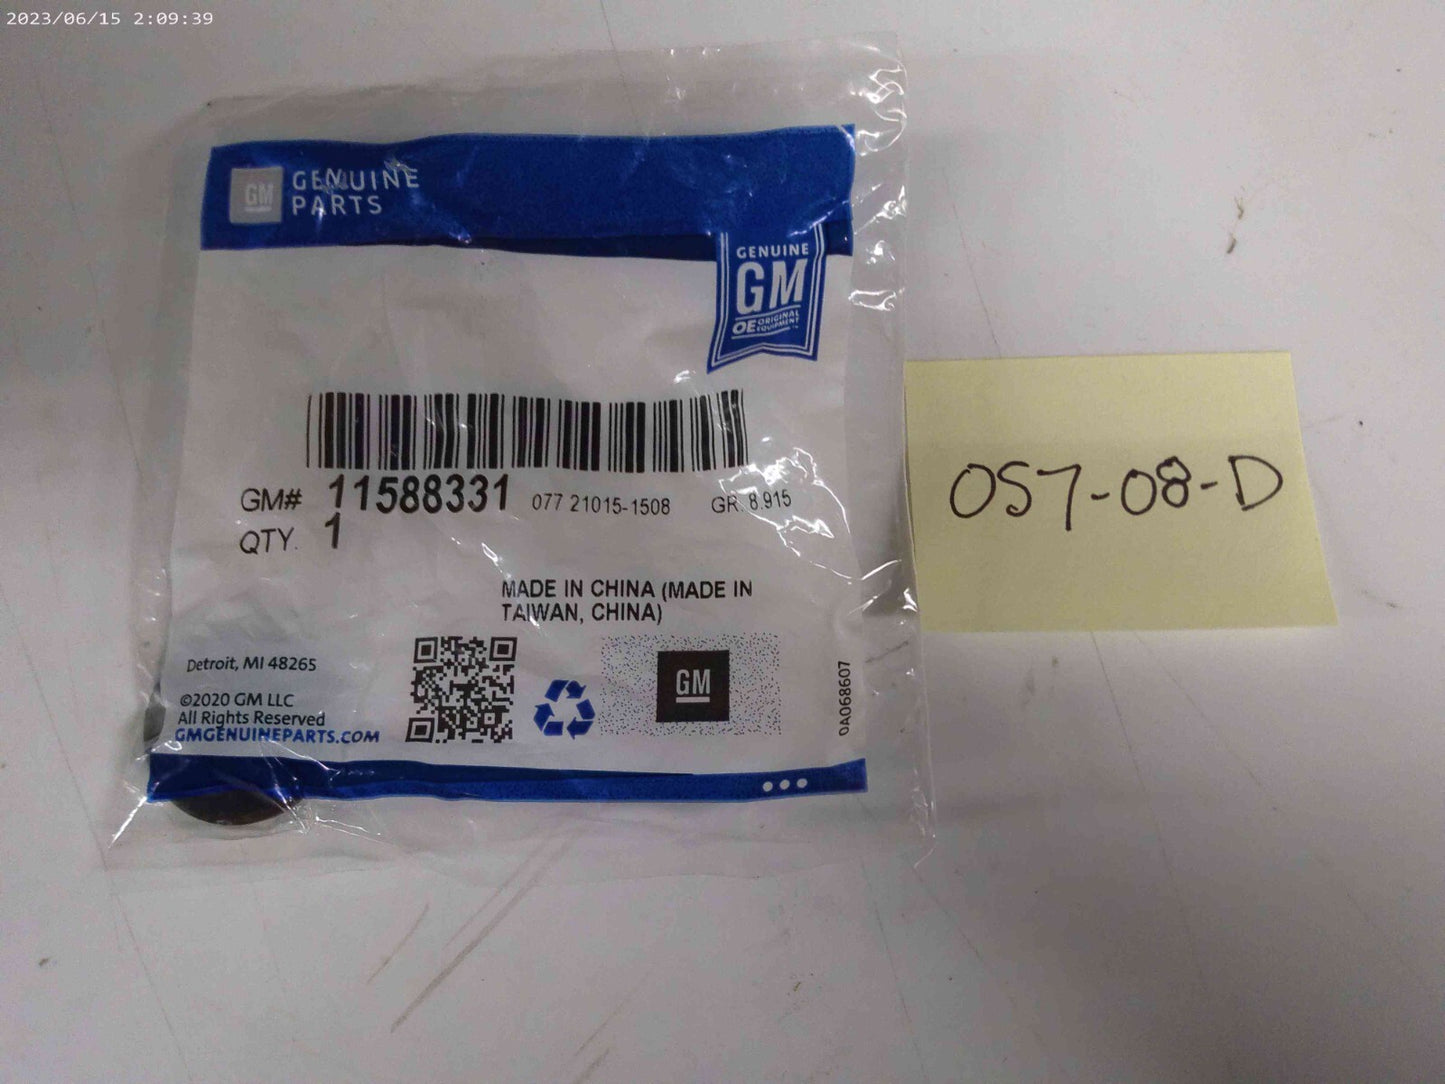 2023/06/15 2:09:39
GM GENUINE
PARTS
GENUINE
GM
OE ORIGINAL
EQUIPMENT
GM# 11588331 077 21015-1508 GR. 8.915
QTY. 1
MADE IN CHINA (MADE IN
TAIWAN, CHINA)
Detroit, MI 48265
©2020 GM LLC
All Rights Reserved
GMGENUINEPARTS.COM
GM
0A068607
057-08-D